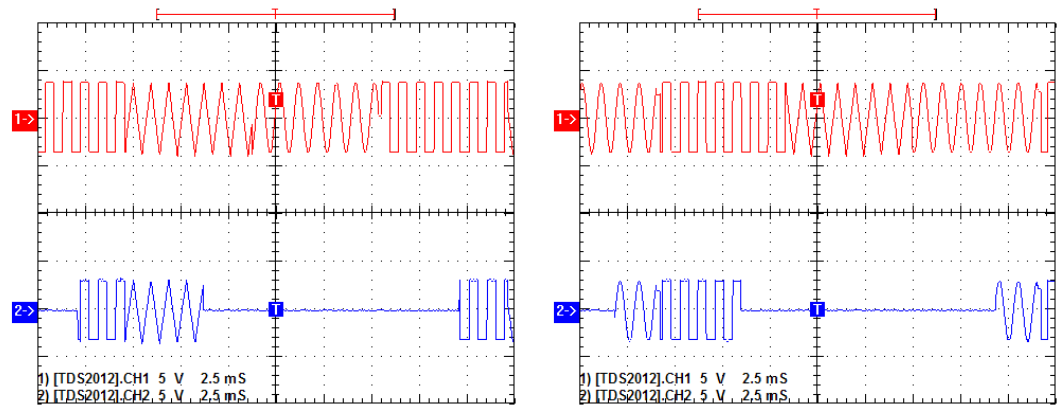 T
1->
T
2->
T
1) [TDS2012].CH1 5 V 2.5 mS
2) [TDS2012].CH2 5 V 2.5 mS
T
1->
T
2->
T
1) [TDS2012].CH1 5 V 2.5 mS
2) [TDS2012].CH2 5 V 2.5 mS